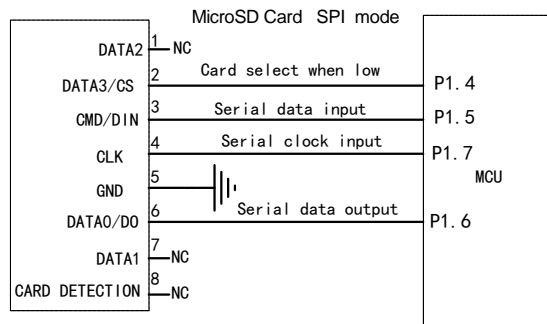 MicroSD Card SPI mode
DATA2 1 NC
DATA3/CS 2 Card select when low P1.4
CMD/DIN 3 Serial data input P1.5
CLK 4 Serial clock input P1.7
MCU
GND 5
DATA0/DO 6 Serial data output P1.6
DATA1 7 NC
CARD DETECTION 8 NC